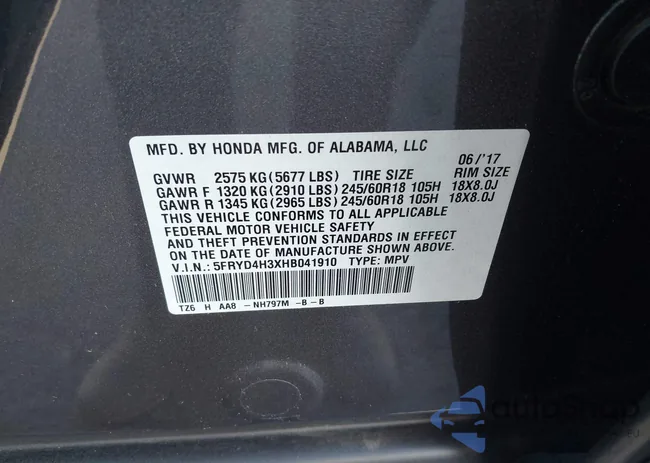 MFD. BY HONDA MFG. OF ALABAMA, LLC
06/'17
GVWR 2575 KG (5677 LBS) TIRE SIZE RIM SIZE
GAWR F 1320 KG (2910 LBS) 245/60R18 105H 18X8.0J
GAWR R 1345 KG (2965 LBS) 245/60R18 105H 18X8.0J
THIS VEHICLE CONFORMS TO ALL APPLICABLE
FEDERAL MOTOR VEHICLE SAFETY
AND THEFT PREVENTION STANDARDS IN EFFECT
ON THE DATE OF MANUFACTURE SHOWN ABOVE.
V.I.N.: 5FRYD4H3XHB041910 TYPE: MPV
TZ6 H AA8 -NH797M -B-B